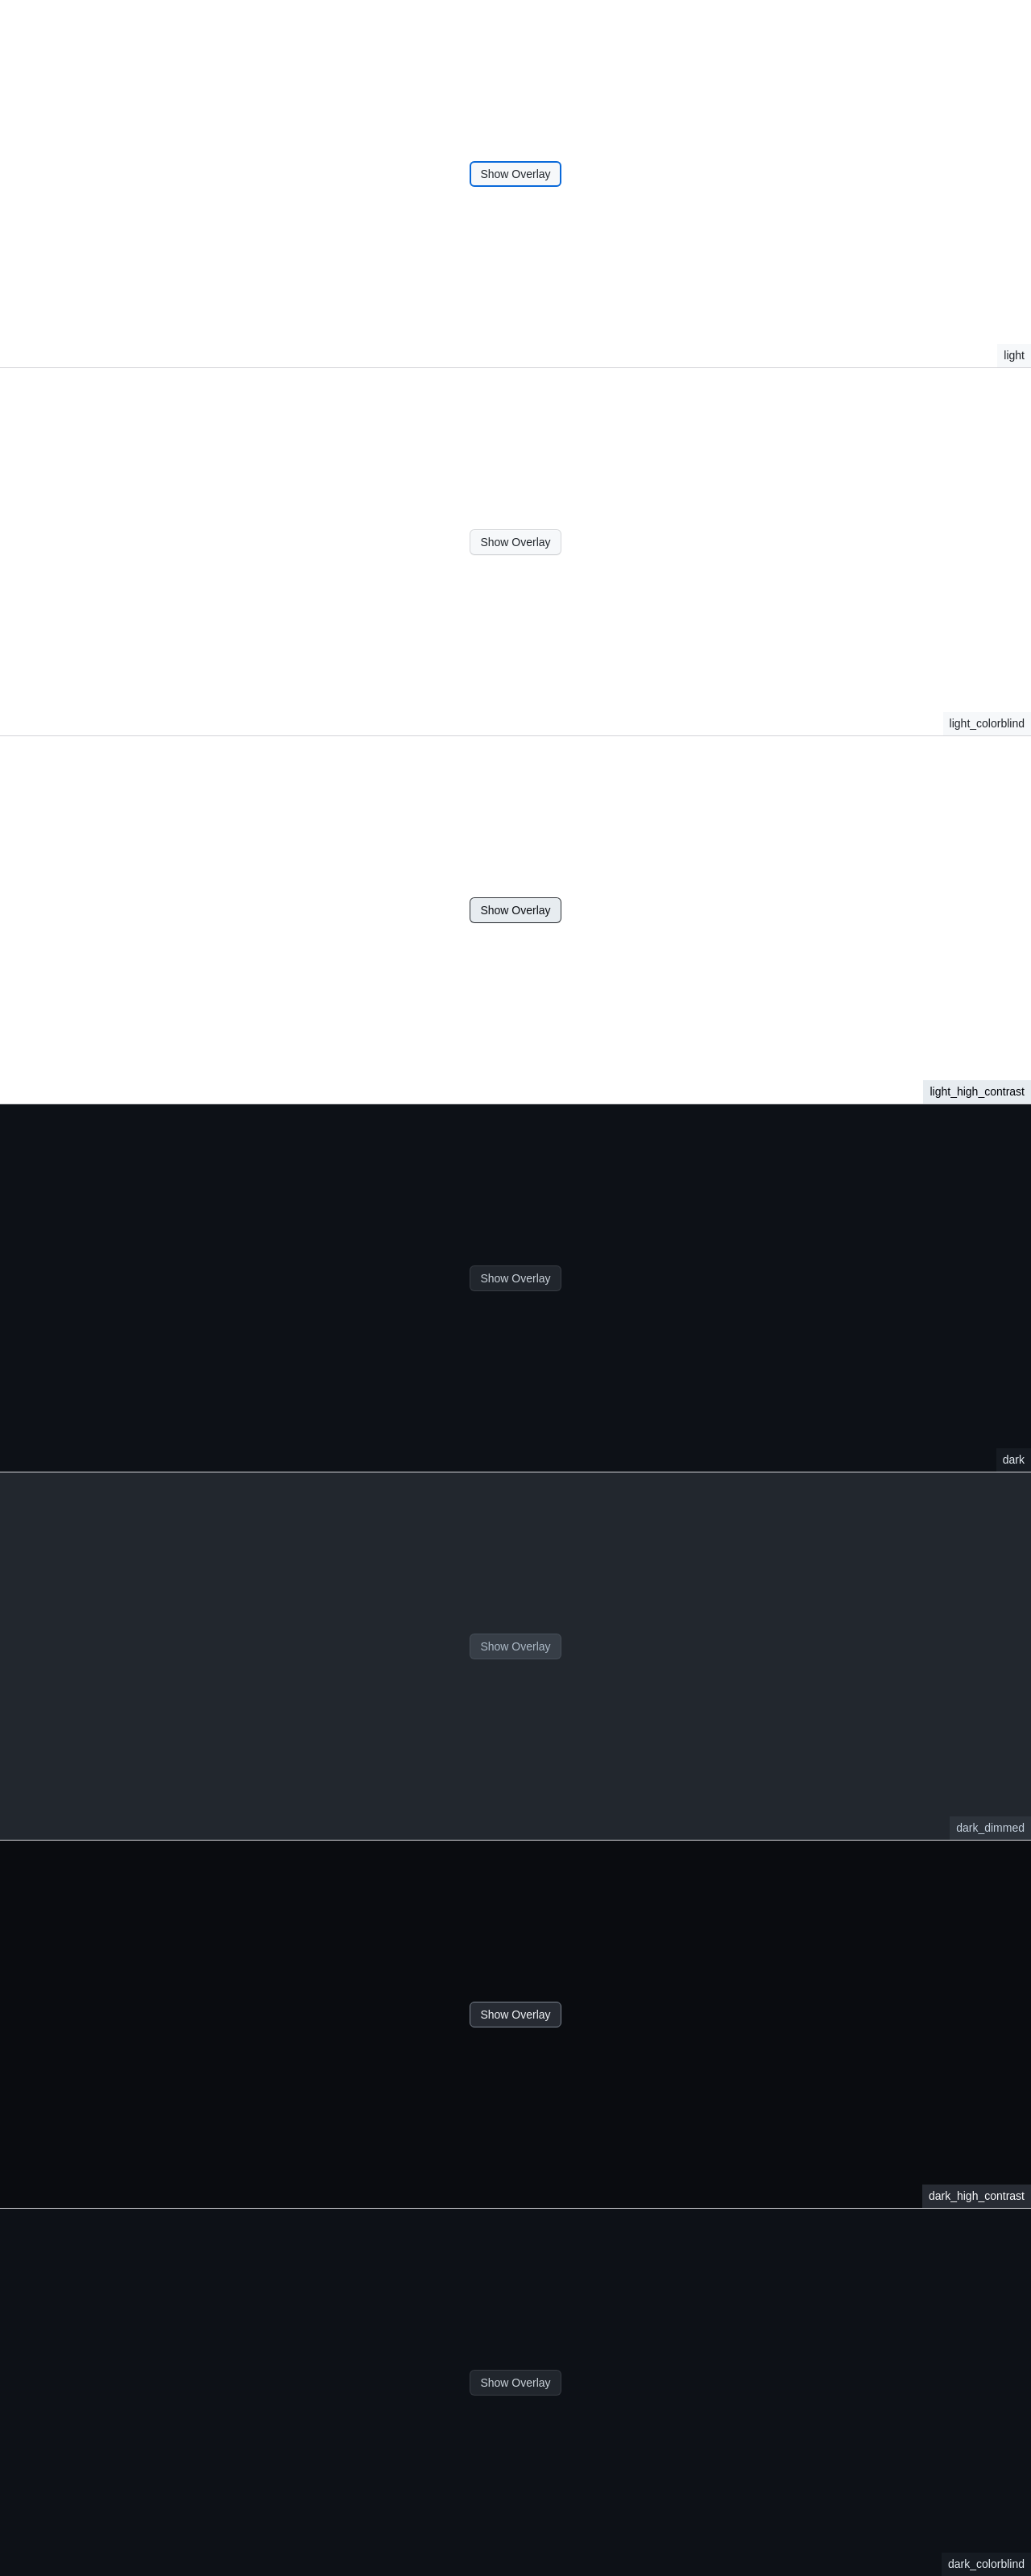 Show Overlay
light
Show Overlay
light_colorblind
Show Overlay
light_high_contrast
Show Overlay
dark
Show Overlay
dark_dimmed
Show Overlay
dark_high_contrast
Show Overlay
dark_colorblind